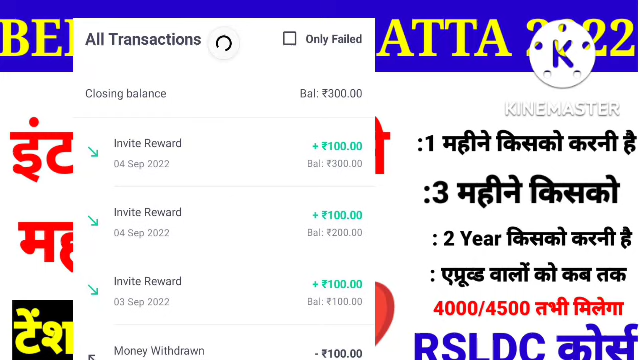 ATTA 2022
All Transactions
Only Failed
KINEMASTER
Closing balance
Bal: ₹300.00
Invite Reward
+ ₹100.00
04 Sep 2022
Bal: ₹300.00
Invite Reward
+ ₹100.00
04 Sep 2022
Bal: ₹200.00
Invite Reward
+ ₹100.00
03 Sep 2022
Bal: ₹100.00
Money Withdrawn
- ₹100.00
:1 महीने किसको करनी है
:3 महीने किसको
: 2 Year किसको करनी है
: एप्रूव्ड वालों को कब तक
4000/4500 तभी मिलेगा
RSLDC कोर्स